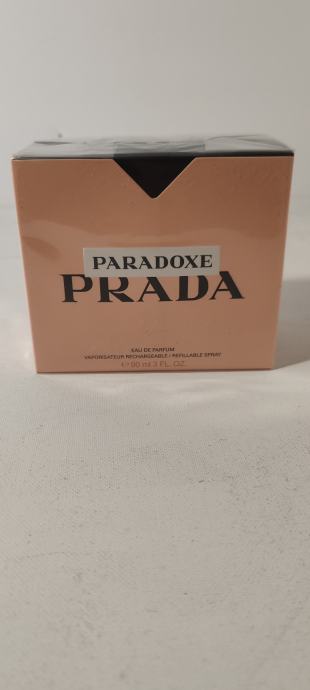 PARADOXE
PRADA
EAU DE PARFUM
VAPORISATEUR RECHARGEABLE / REFILLABLE SPRAY
90 ml 3 FL. OZ.